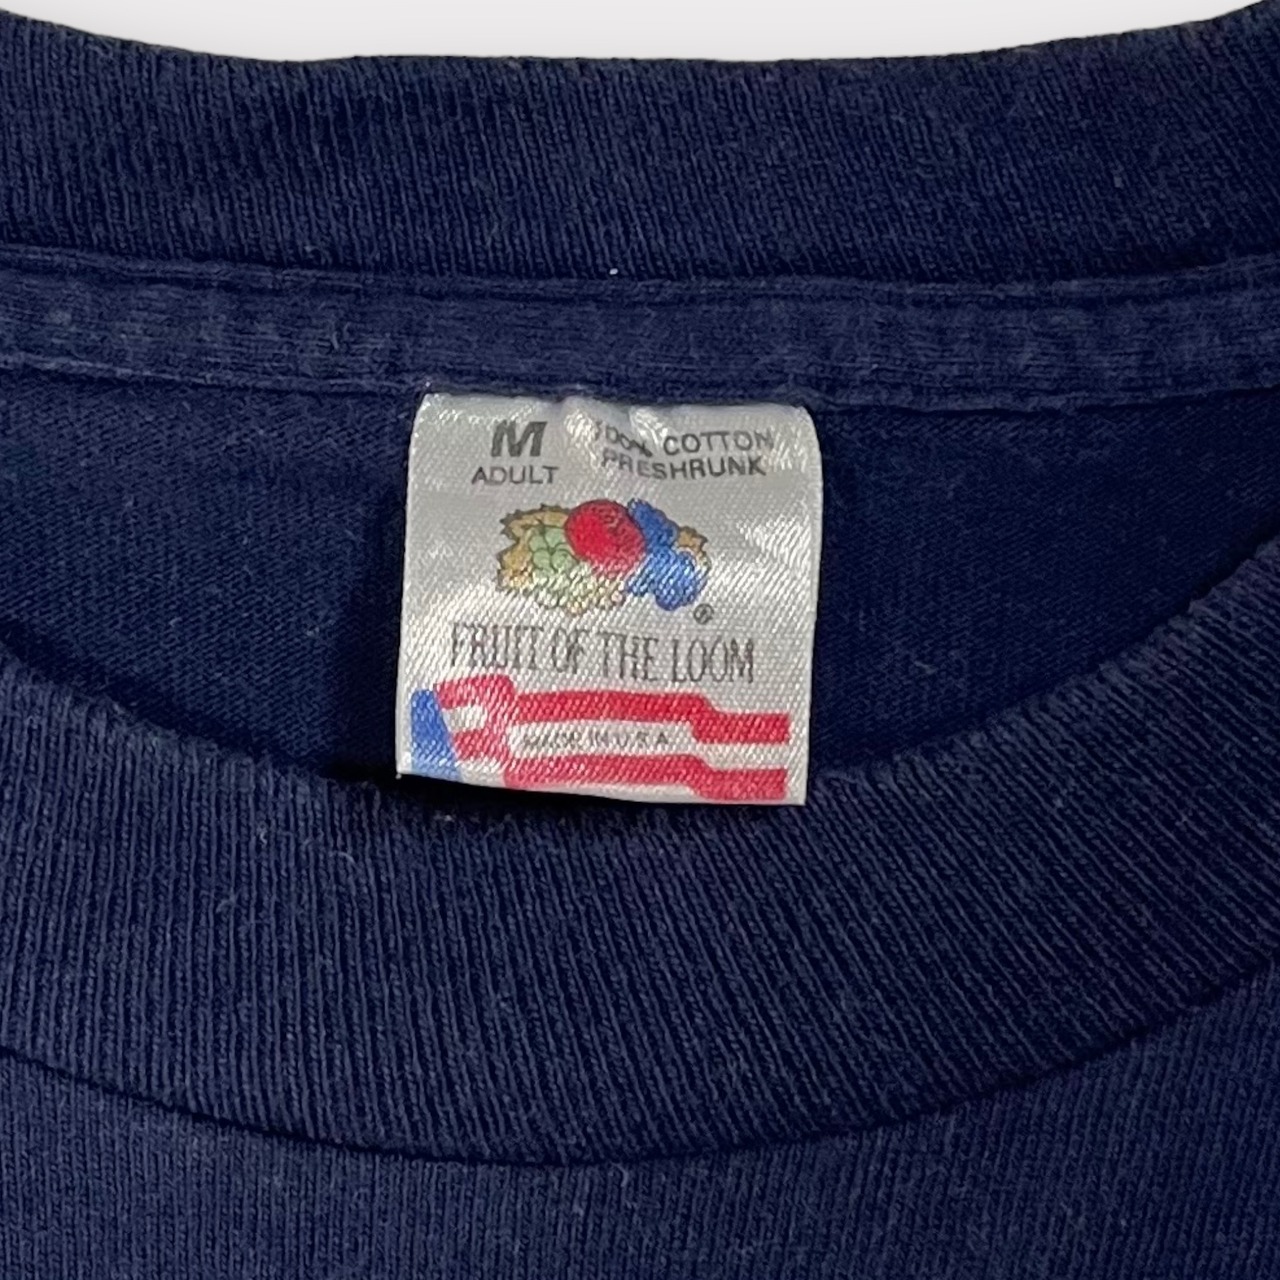 M
ADULT
100% COTTON
PRESHRUNK
®
FRUIT OF THE LOOM
MADE IN U.S.A.